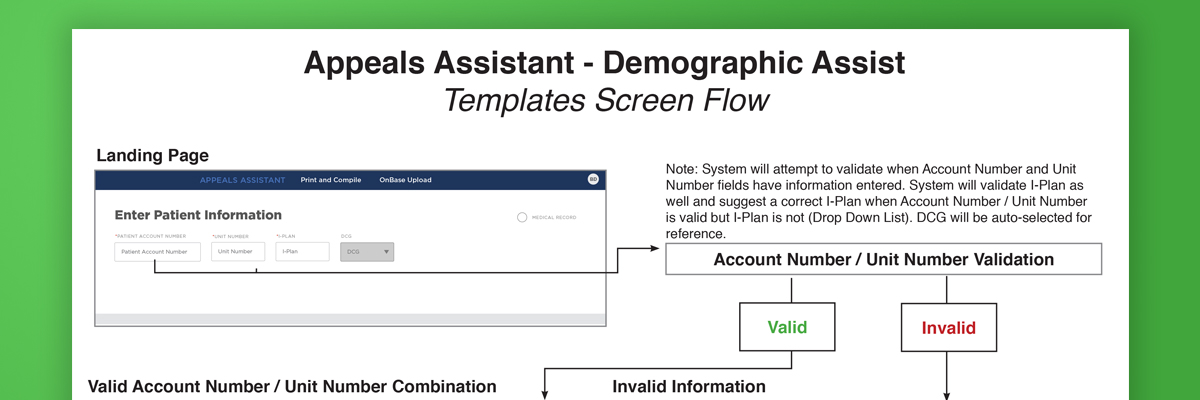 Appeals Assistant - Demographic Assist
Templates Screen Flow
Landing Page
APPEALS ASSISTANT Print and Compile OnBase Upload BD
Enter Patient Information
MEDICAL RECORD
*PATIENT ACCOUNT NUMBER *UNIT NUMBER *I-PLAN DCG
Patient Account Number Unit Number I-Plan DCG
Note: System will attempt to validate when Account Number and Unit
Number fields have information entered. System will validate I-Plan as
well and suggest a correct I-Plan when Account Number / Unit Number
is valid but I-Plan is not (Drop Down List). DCG will be auto-selected for
reference.
Account Number / Unit Number Validation
Valid Invalid
Valid Account Number / Unit Number Combination
Invalid Information